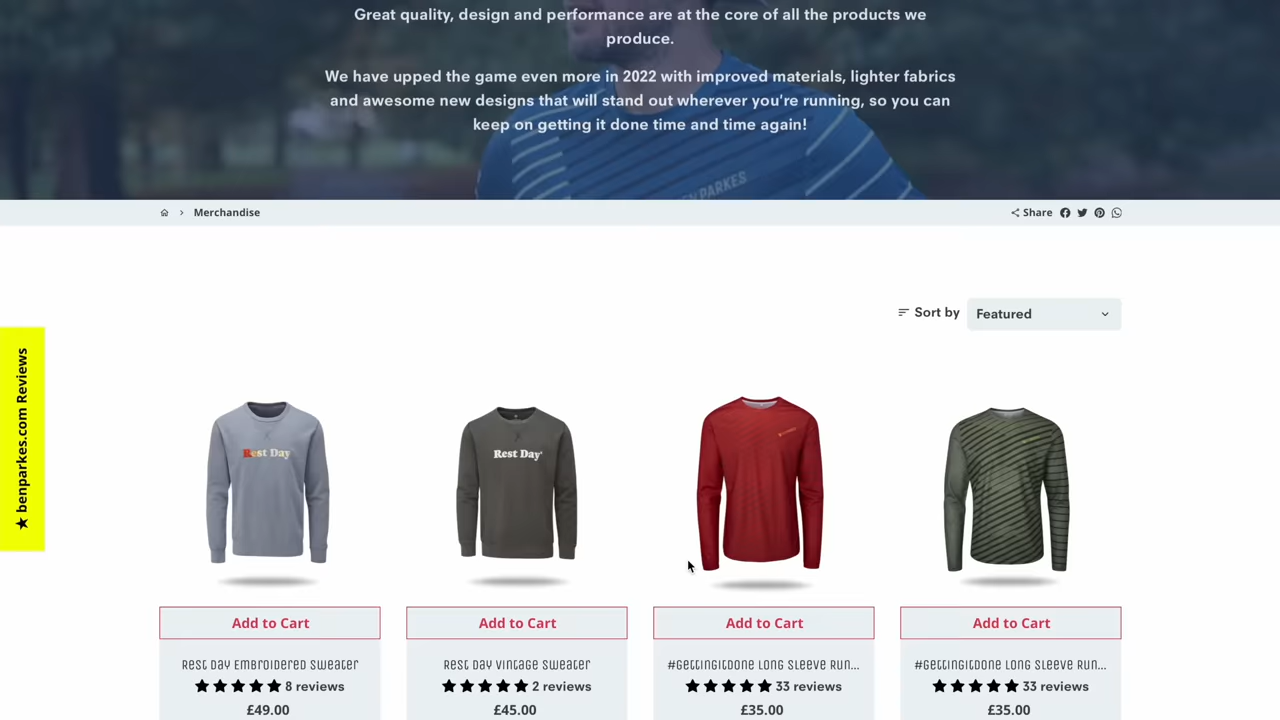 Great quality, design and performance are at the core of all the products we
produce.
We have upped the game even more in 2022 with improved materials, lighter fabrics
and awesome new designs that will stand out wherever you're running, so you can
keep on getting it done time and time again!
EN PARKES
Merchandise
Share
Sort by
Featured
★ benparkes.com Reviews
Rest Day
Rest Day
Add to Cart
Add to Cart
Add to Cart
Add to Cart
Rest Day Embroidered Sweater
Rest Day Vintage Sweater
#GettingItDone Long Sleeve Run...
#GettingItDone Long Sleeve Run...
8 reviews
2 reviews
33 reviews
33 reviews
£49.00
£45.00
£35.00
£35.00